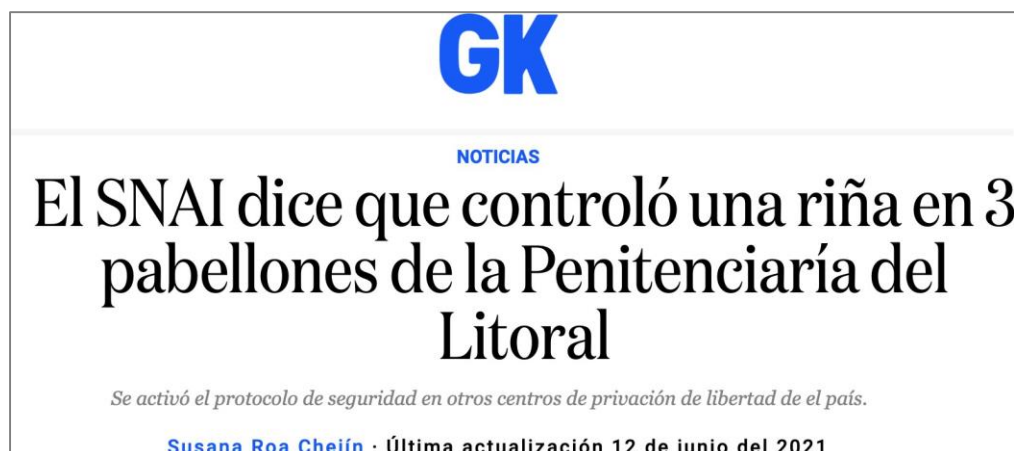 GK
NOTICIAS
El SNAI dice que controló una riña en 3
pabellones de la Penitenciaría del
Litoral
Se activó el protocolo de seguridad en otros centros de privación de libertad de el país.
Susana Roa Chejín · Última actualización 12 de junio del 2021